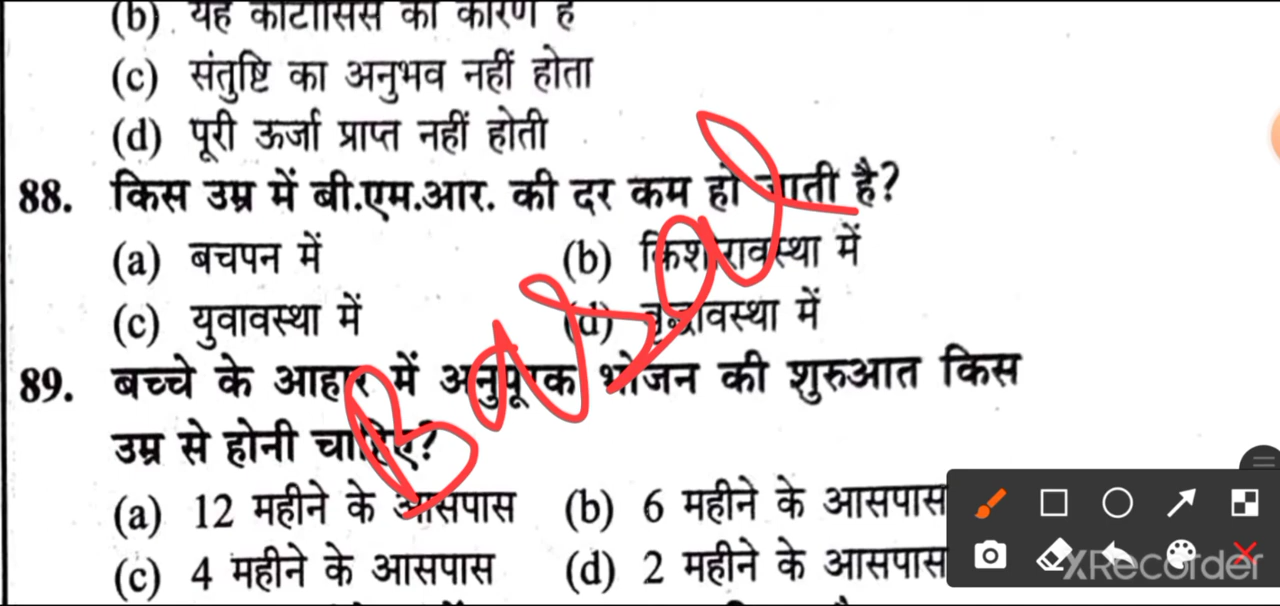 (b) यह कीटोसिस का कारण है
(c) संतुष्टि का अनुभव नहीं होता
(d) पूरी ऊर्जा प्राप्त नहीं होती
88. किस उम्र में बी.एम.आर. की दर कम हो जाती है?
(a) बचपन में (b) किशोरावस्था में
(c) युवावस्था में (d) वृद्धावस्था में
89. बच्चे के आहार में अनुपूरक भोजन की शुरुआत किस
उम्र से होनी चाहिए?
(a) 12 महीने के आसपास (b) 6 महीने के आसपास
(c) 4 महीने के आसपास (d) 2 महीने के आसपास
Basal
XRecorder